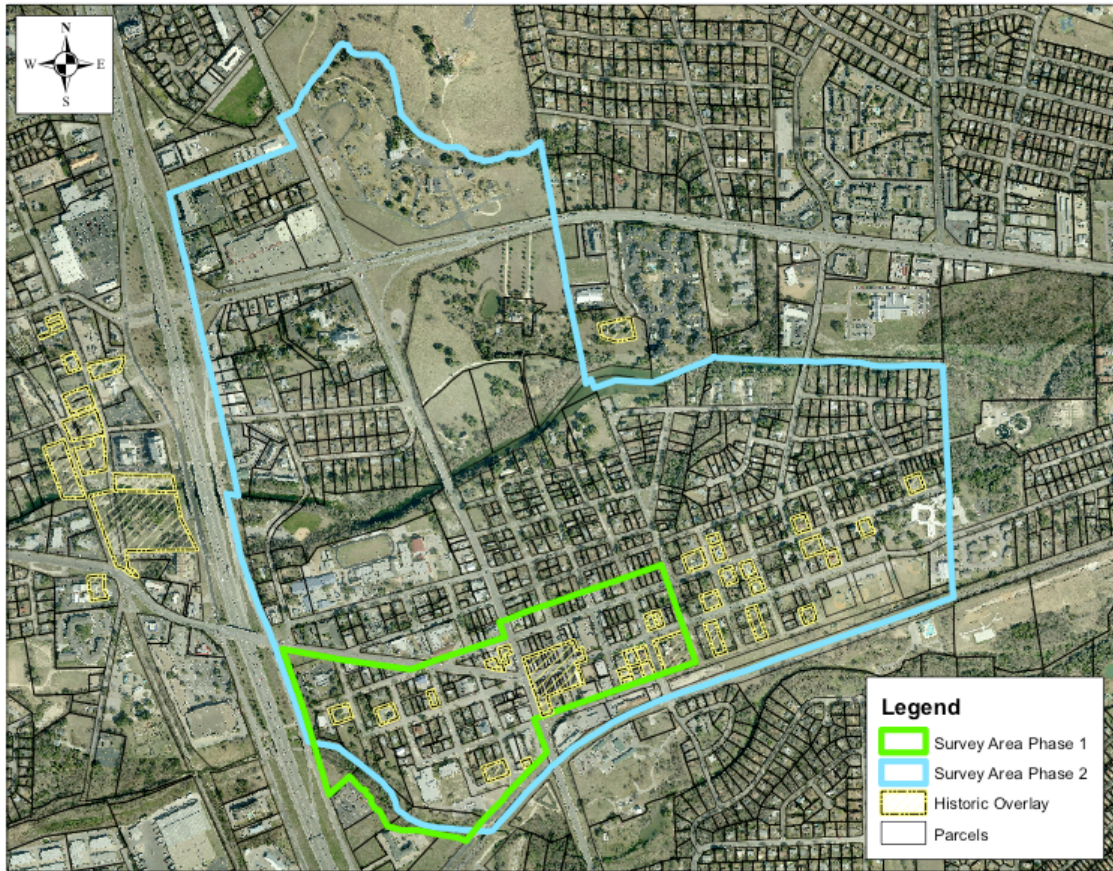 N
W E
S
Legend
Survey Area Phase 1
Survey Area Phase 2
Historic Overlay
Parcels